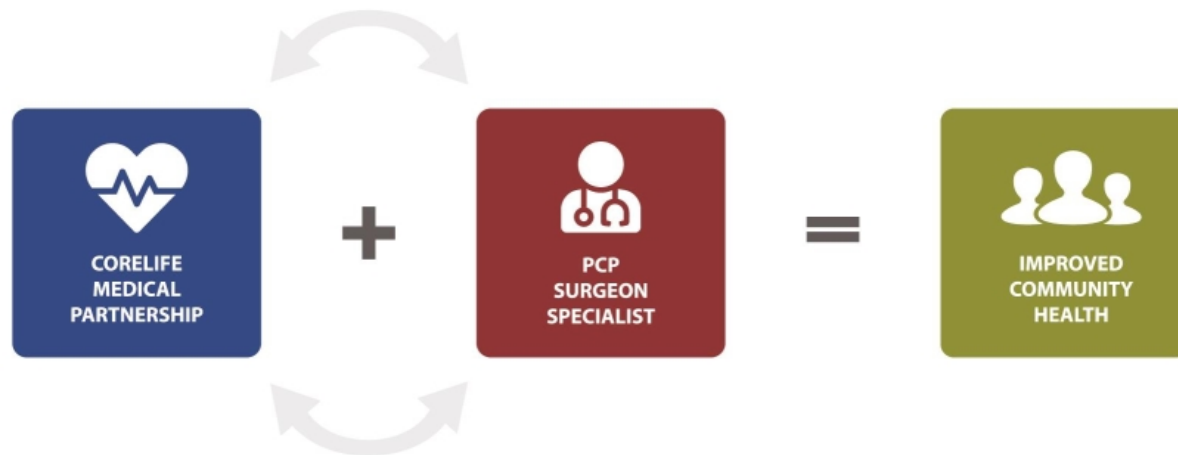 CORELIFE
MEDICAL
PARTNERSHIP
+
PCP
SURGEON
SPECIALIST
=
IMPROVED
COMMUNITY
HEALTH